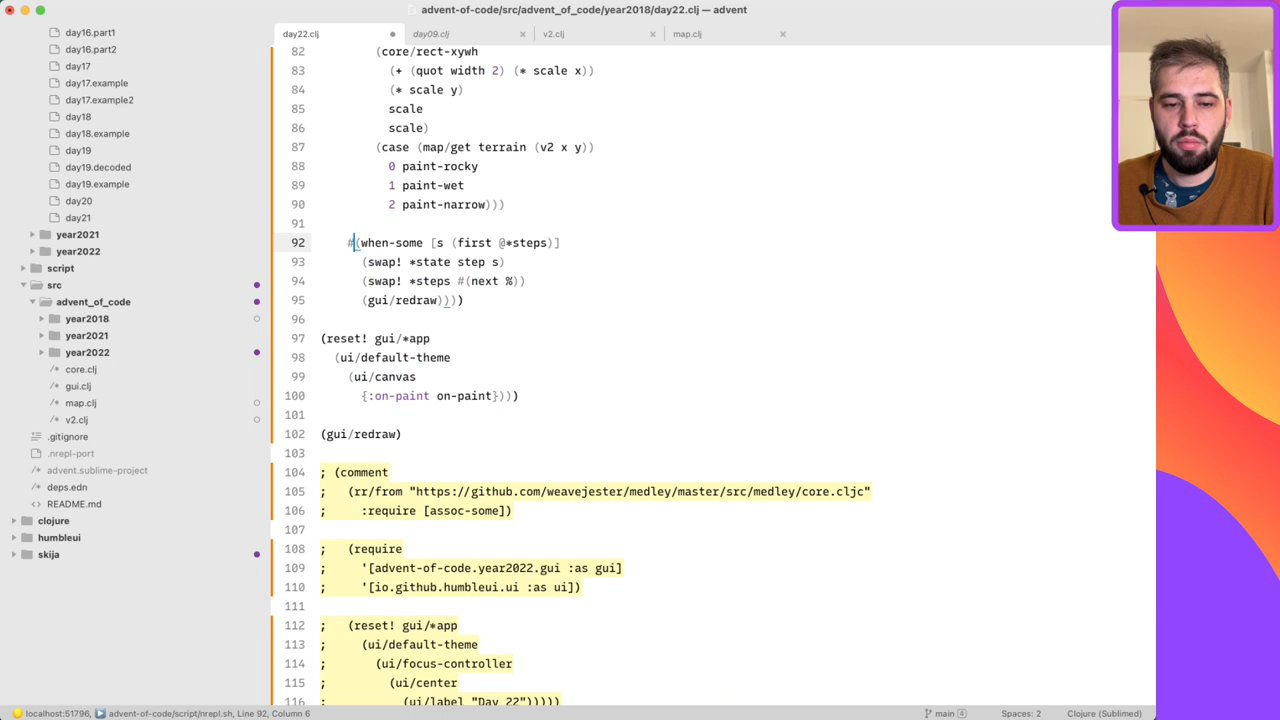 advent-of-code/src/advent_of_code/year2018/day22.clj — advent
day22.clj
day09.clj
v2.clj
map.clj
day16.part1
day16.part2
day17
day17.example
day17.example2
day18
day18.example
day19
day19.decoded
day19.example
day20
day21
year2021
year2022
script
src
advent_of_code
year2018
year2021
year2022
core.clj
gui.clj
map.clj
v2.clj
.gitignore
.nrepl-port
advent.sublime-project
deps.edn
README.md
clojure
humbleui
skija
82 (core/rect-xywh
83 (+ (quot width 2) (* scale x))
84 (* scale y)
85 scale
86 scale)
87 (case (map/get terrain (v2 x y))
88 0 paint-rocky
89 1 paint-wet
90 2 paint-narrow)))
91
92 #(when-some [s (first @*steps)]
93 (swap! *state step s)
94 (swap! *steps #(next %))
95 (gui/redraw))))
96
97 (reset! gui/*app
98 (ui/default-theme
99 (ui/canvas
100 {:on-paint on-paint})))
101
102 (gui/redraw)
103
104 ; (comment
105 ; (rr/from "https://github.com/weavejester/medley/master/src/medley/core.cljc"
106 ; :require [assoc-some])
107
108 ; (require
109 ; '[advent-of-code.year2022.gui :as gui]
110 ; '[io.github.humbleui.ui :as ui])
111
112 ; (reset! gui/*app
113 ; (ui/default-theme
114 ; (ui/focus-controller
115 ; (ui/center
116 ; (ui/label "Day 22")))))
localhost:51796, advent-of-code/script/nrepl.sh, Line 92, Column 6
main 4
Spaces: 2
Clojure (Sublimed)